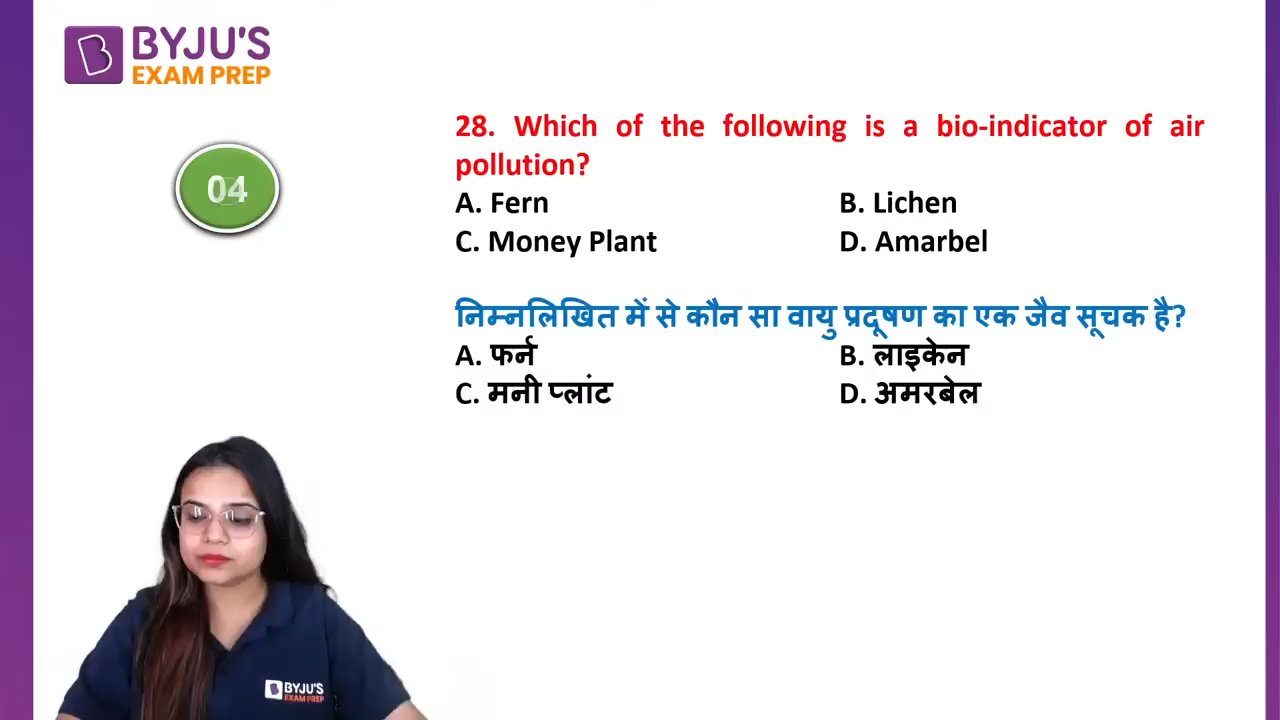 BYJU'S
EXAM PREP
04
28. Which of the following is a bio-indicator of air
pollution?
A. Fern B. Lichen
C. Money Plant D. Amarbel
निम्नलिखित में से कौन सा वायु प्रदूषण का एक जैव सूचक है?
A. फर्न B. लाइकेन
C. मनी प्लांट D. अमरबेल
BYJU'S
EXAM PREP